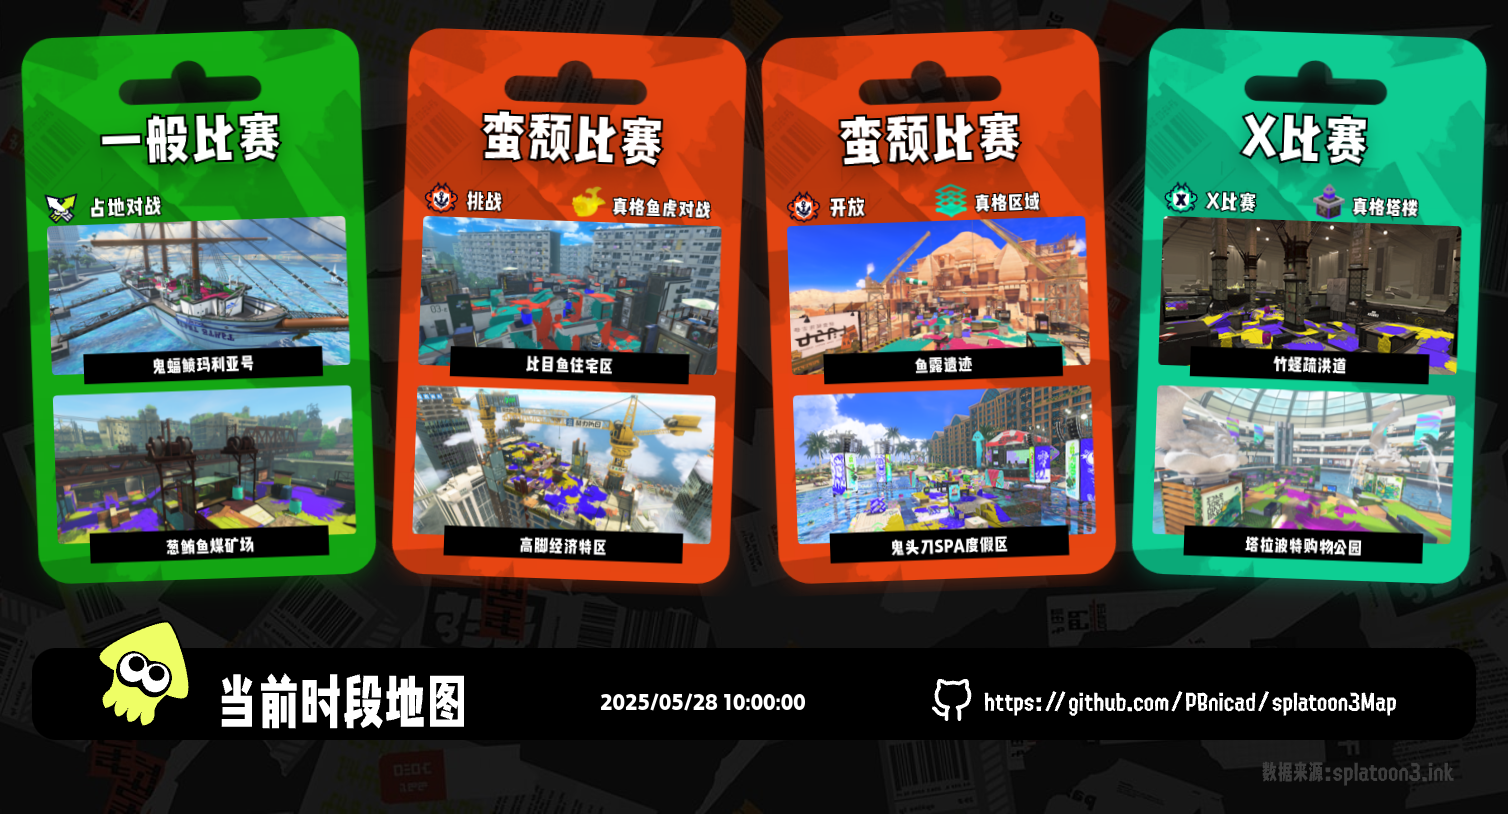 一般比赛
占地对战
鬼蝠鲼玛利亚号
葱鲔鱼煤矿场
蛮颓比赛
挑战
真格鱼虎对战
比目鱼住宅区
高脚经济特区
蛮颓比赛
开放
真格区域
鱼露遗迹
鬼头刀SPA度假区
X比赛
X比赛
真格塔楼
竹蛏疏洪道
塔拉波特购物公园
当前时段地图
2025/05/28 10:00:00
https://github.com/PBnicad/splatoon3Map
数据来源:splatoon3.ink